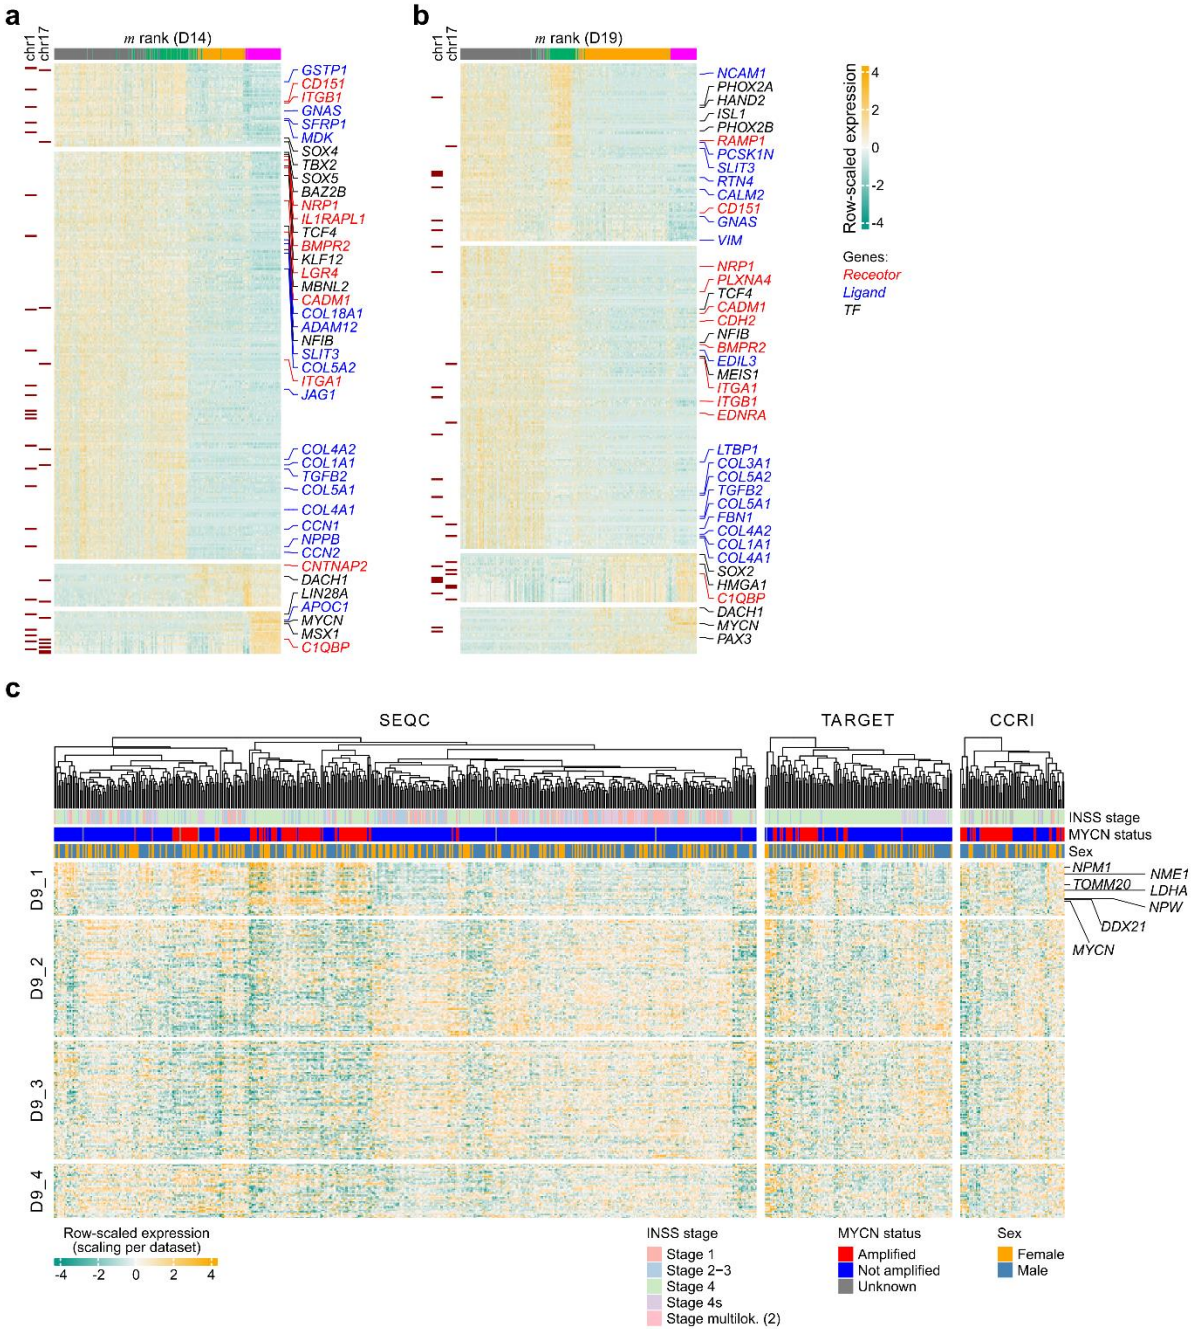 a
chr1
chr17
m rank (D14)
GSTP1
CD151
ITGB1
GNAS
SFRP1
MDK
SOX4
TBX2
SOX5
BAZ2B
NRP1
IL1RAPL1
TCF4
BMPR2
KLF12
LGR4
MBNL2
CADM1
COL18A1
ADAM12
NFIB
SLIT3
COL5A2
ITGA1
JAG1
COL4A2
COL1A1
TGFB2
COL5A1
COL4A1
CCN1
NPPB
CCN2
CNTNAP2
DACH1
LIN28A
APOC1
MYCN
MSX1
C1QBP
b
chr1
chr17
m rank (D19)
NCAM1
PHOX2A
HAND2
ISL1
PHOX2B
RAMP1
PCSK1N
SLIT3
RTN4
CALM2
CD151
GNAS
VIM
NRP1
PLXNA4
TCF4
CADM1
CDH2
NFIB
BMPR2
EDIL3
MEIS1
ITGA1
ITGB1
EDNRA
LTBP1
COL3A1
COL5A2
TGFB2
COL5A1
FBN1
COL4A2
COL1A1
COL4A1
SOX2
HMGA1
C1QBP
DACH1
MYCN
PAX3
Row-scaled expression
4
2
0
-2
-4
Genes:
Receotor
Ligand
TF
c
SEQC
TARGET
CCRI
INSS stage
MYCN status
Sex
D9_1
D9_2
D9_3
D9_4
NPM1
NME1
TOMM20
LDHA
NPW
DDX21
MYCN
Row-scaled expression
(scaling per dataset)
-4 -2 0 2 4
INSS stage
Stage 1
Stage 2−3
Stage 4
Stage 4s
Stage multilok. (2)
MYCN status
Amplified
Not amplified
Unknown
Sex
Female
Male